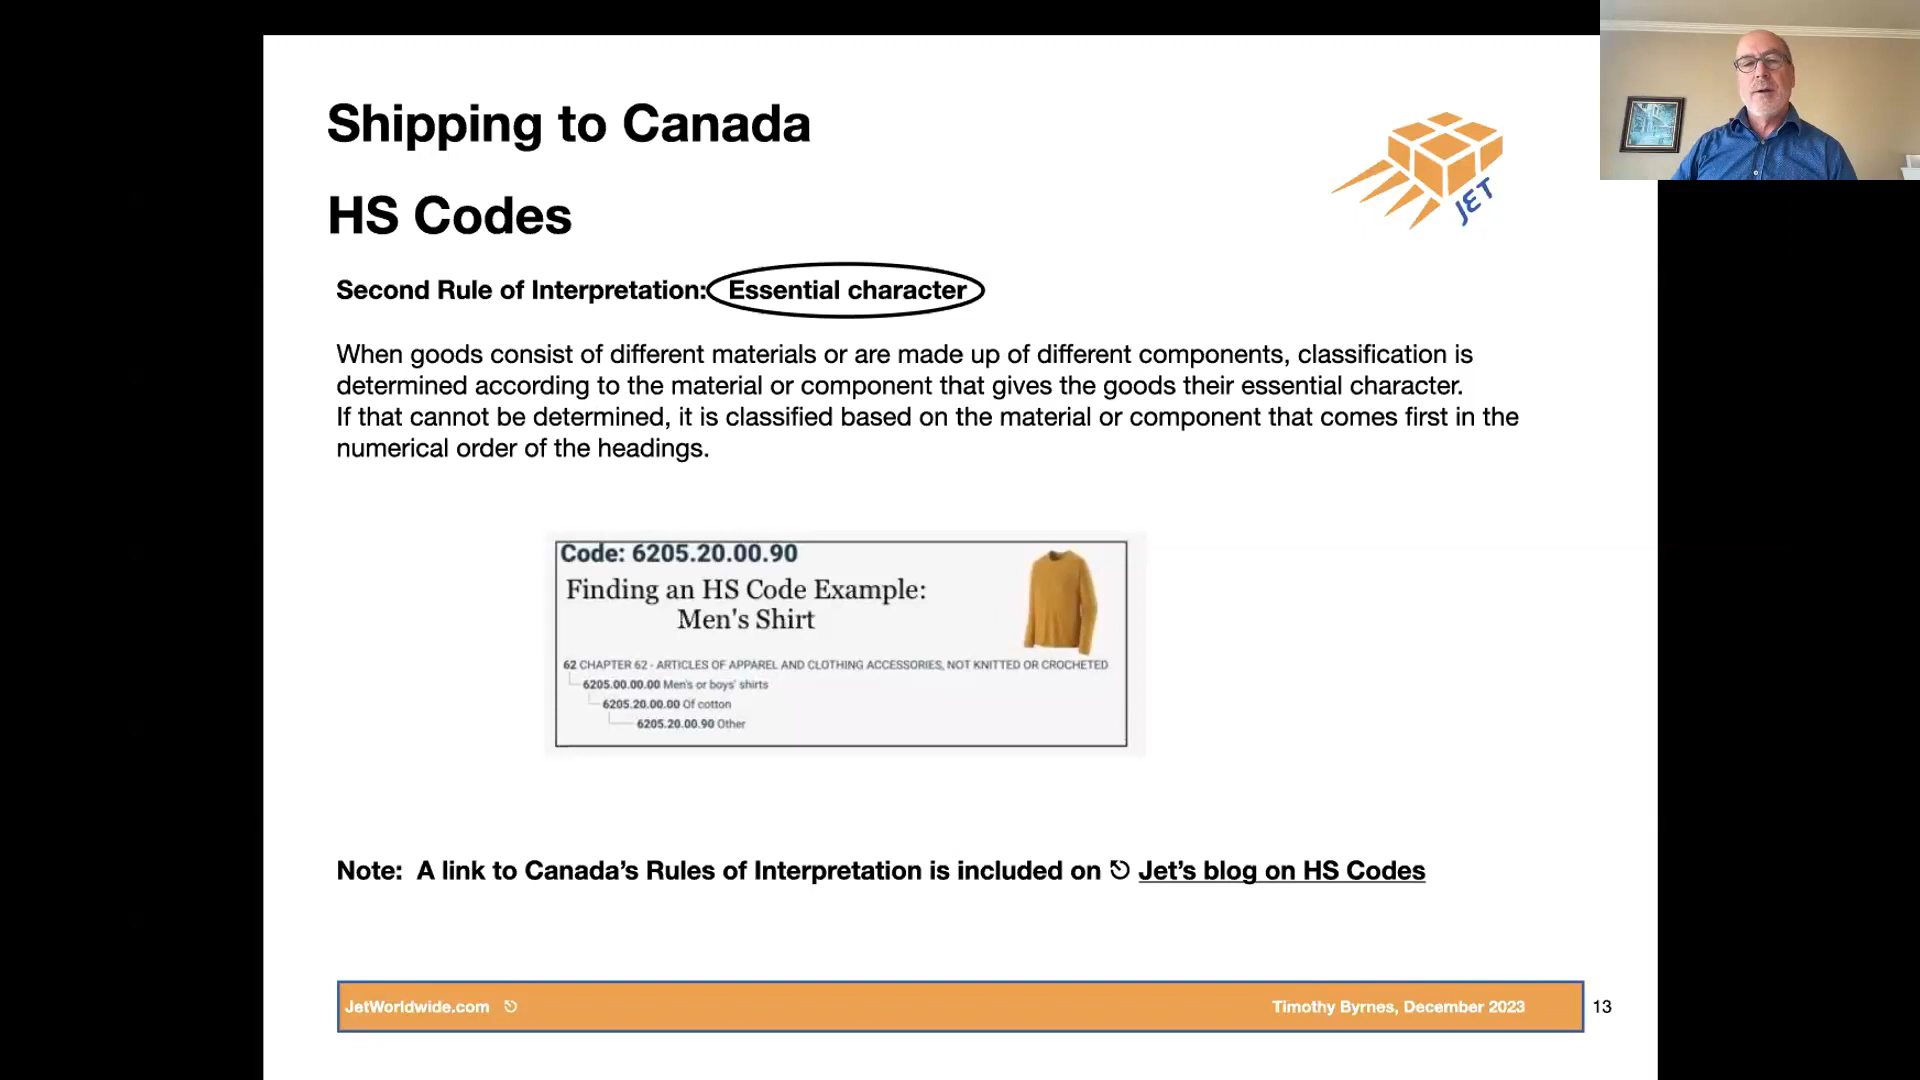 Shipping to Canada
JET
HS Codes
Second Rule of Interpretation: Essential character
When goods consist of different materials or are made up of different components, classification is
determined according to the material or component that gives the goods their essential character.
If that cannot be determined, it is classified based on the material or component that comes first in the
numerical order of the headings.
Code: 6205.20.00.90
Finding an HS Code Example:
Men's Shirt
62 CHAPTER 62 - ARTICLES OF APPAREL AND CLOTHING ACCESSORIES, NOT KNITTED OR CROCHETED
6205.00.00.00 Men's or boys' shirts
6205.20.00.00 Of cotton
6205.20.00.90 Other
Note: A link to Canada’s Rules of Interpretation is included on Jet’s blog on HS Codes
JetWorldwide.com
Timothy Byrnes, December 2023
13